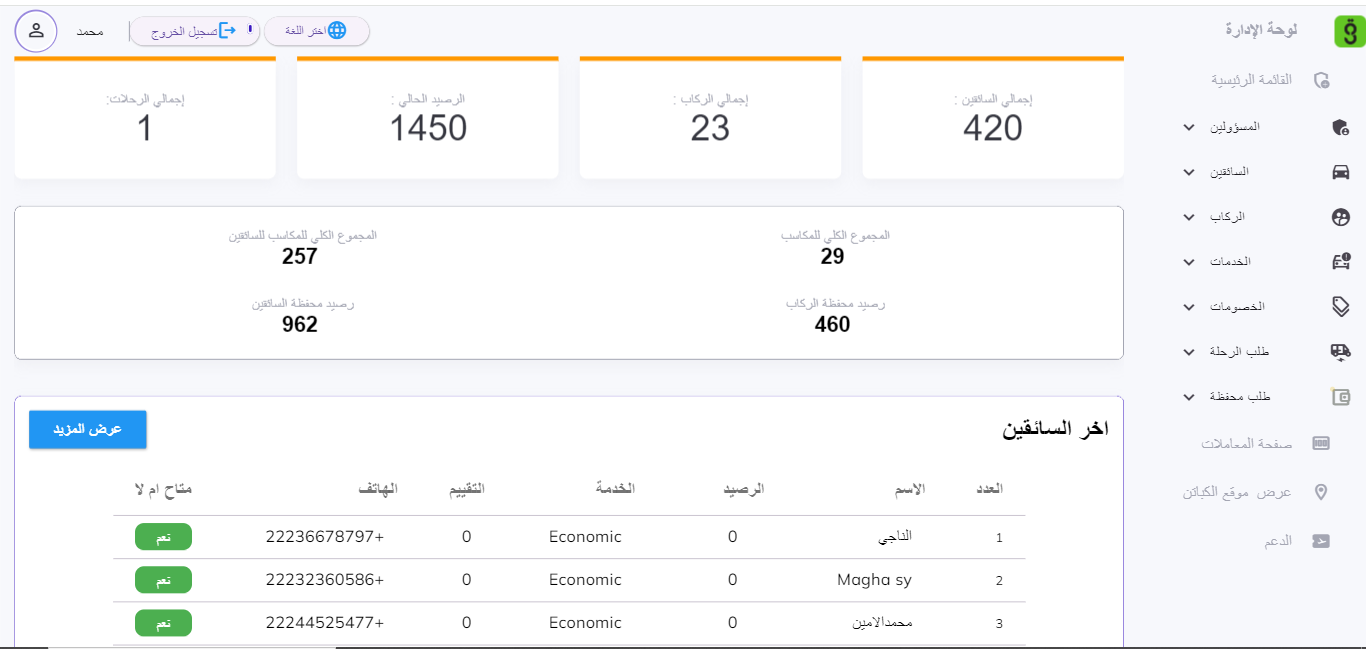 لوحة الإدارة
اختر اللغة
تسجيل الخروج
محمد
القائمة الرئيسية
المسؤولين
السائقين
الركاب
الخدمات
الخصومات
طلب الرحلة
طلب محفظة
صفحة المعاملات
عرض موقع الكباتن
الدعم
إجمالي السائقين :
420
إجمالي الركاب :
23
الرصيد الحالي :
1450
إجمالي الرحلات:
1
المجموع الكلي للمكاسب
29
المجموع الكلي للمكاسب للسائقين
257
رصيد محفظة الركاب
460
رصيد محفظة السائقين
962
اخر السائقين
عرض المزيد
العدد الاسم الرصيد الخدمة التقييم الهاتف متاح ام لا
1 الناجي 0 Economic 0 22236678797+ نعم
2 Magha sy 0 Economic 0 22232360586+ نعم
3 محمدالامين 0 Economic 0 22244525477+ نعم